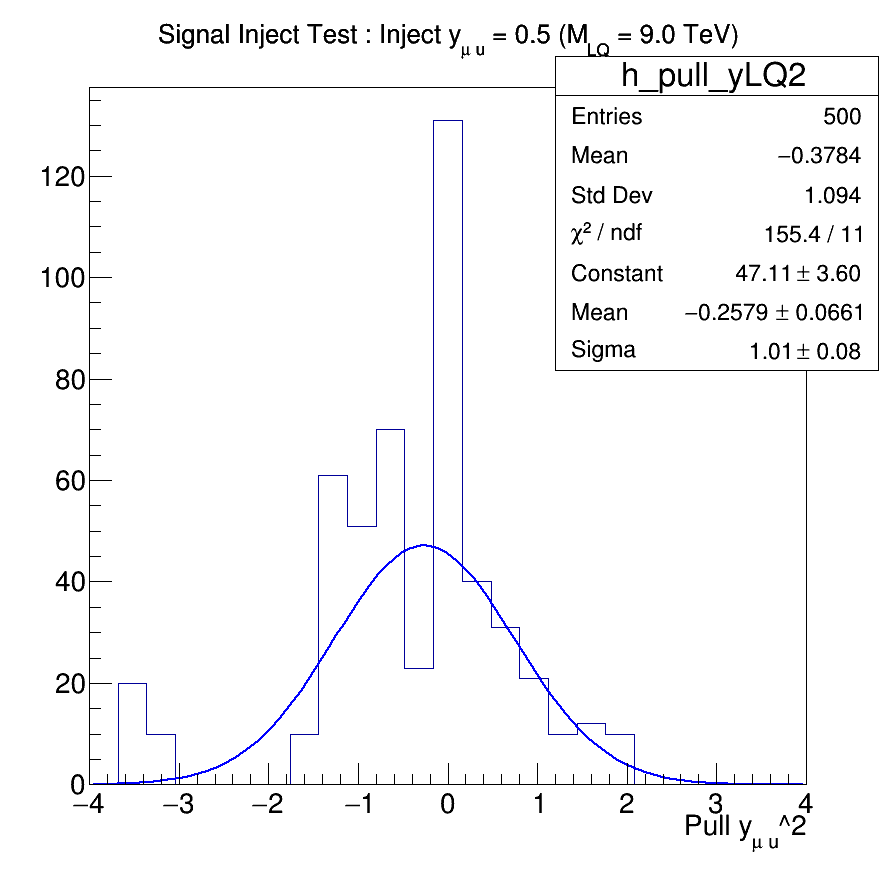 Signal Inject Test : Inject y_μ u = 0.5 (M_LQ = 9.0 TeV)
h_pull_yLQ2
Entries 500
Mean −0.3784
Std Dev 1.094
χ² / ndf 155.4 / 11
Constant 47.11 ± 3.60
Mean −0.2579 ± 0.0661
Sigma 1.01 ± 0.08
120
100
80
60
40
20
0
−4 −3 −2 −1 0 1 2 3 4
Pull y_μ u^2